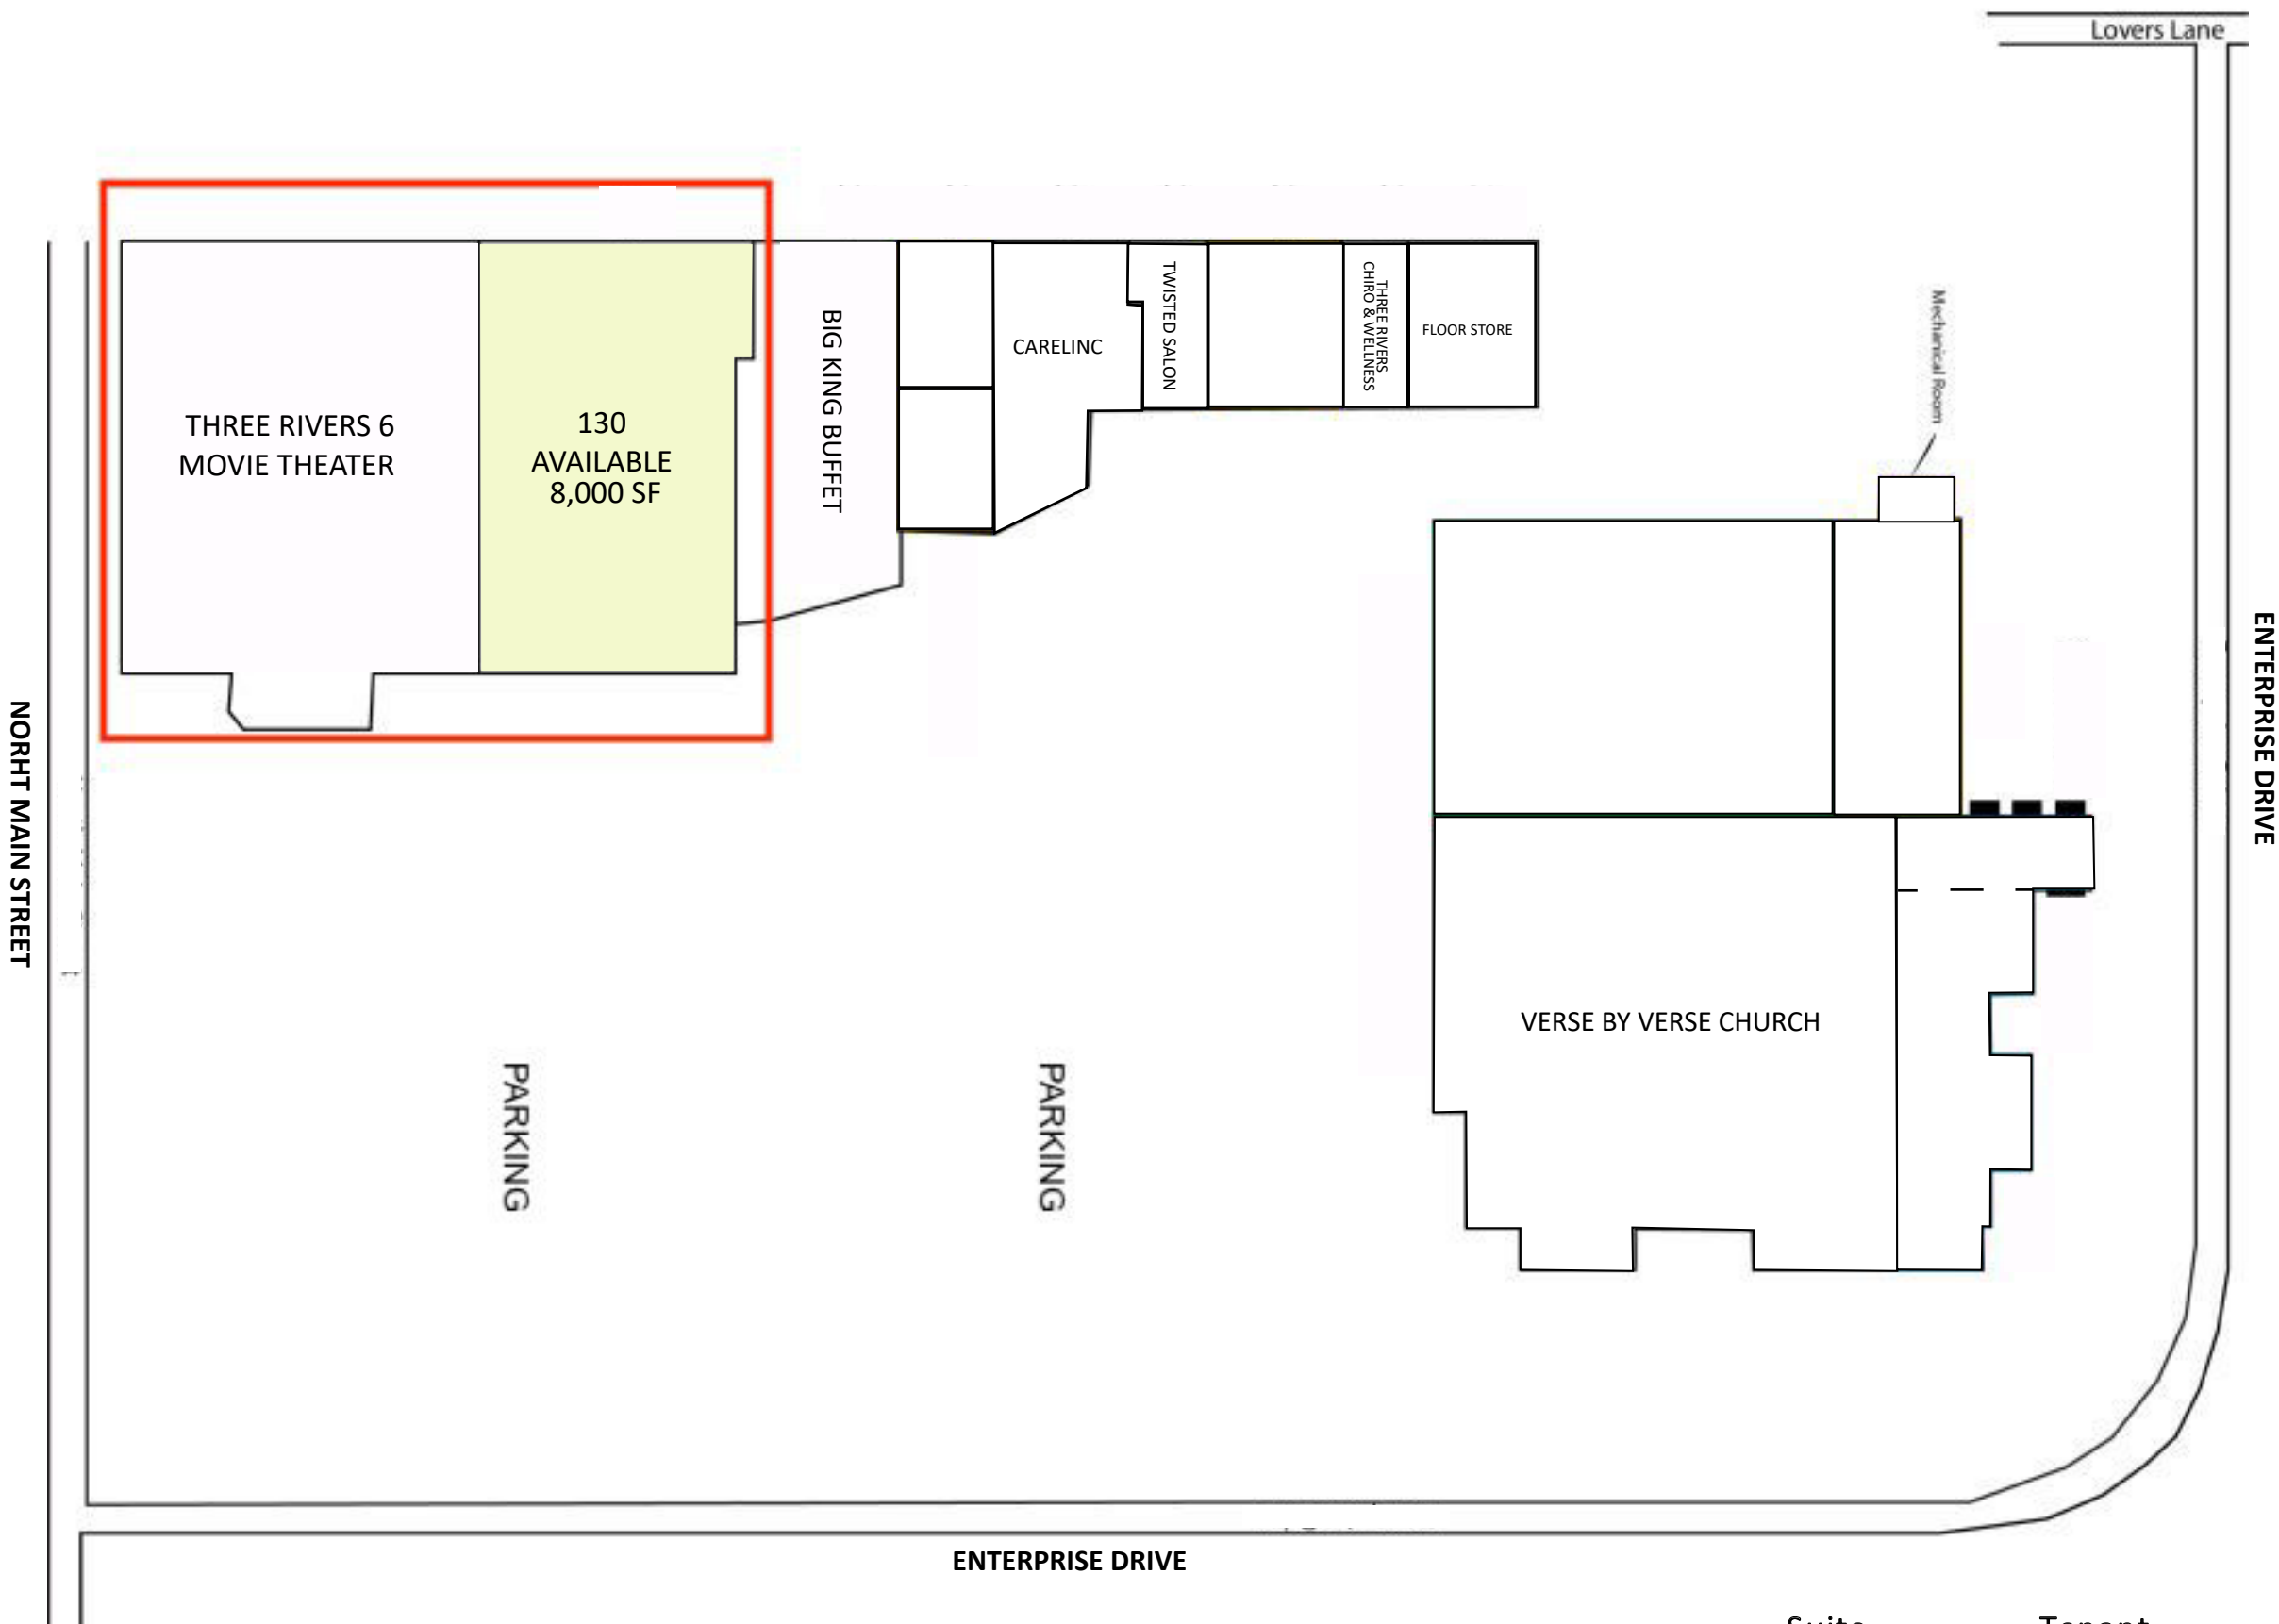 Lovers Lane
THREE RIVERS 6
MOVIE THEATER
130
AVAILABLE
8,000 SF
BIG KING BUFFET
CARELINC
TWISTED SALON
THREE RIVERS
CHIRO & WELLNESS
FLOOR STORE
Mechanical Room
NORHT MAIN STREET
ENTERPRISE DRIVE
VERSE BY VERSE CHURCH
PARKING
PARKING
ENTERPRISE DRIVE
Suite
Tenant